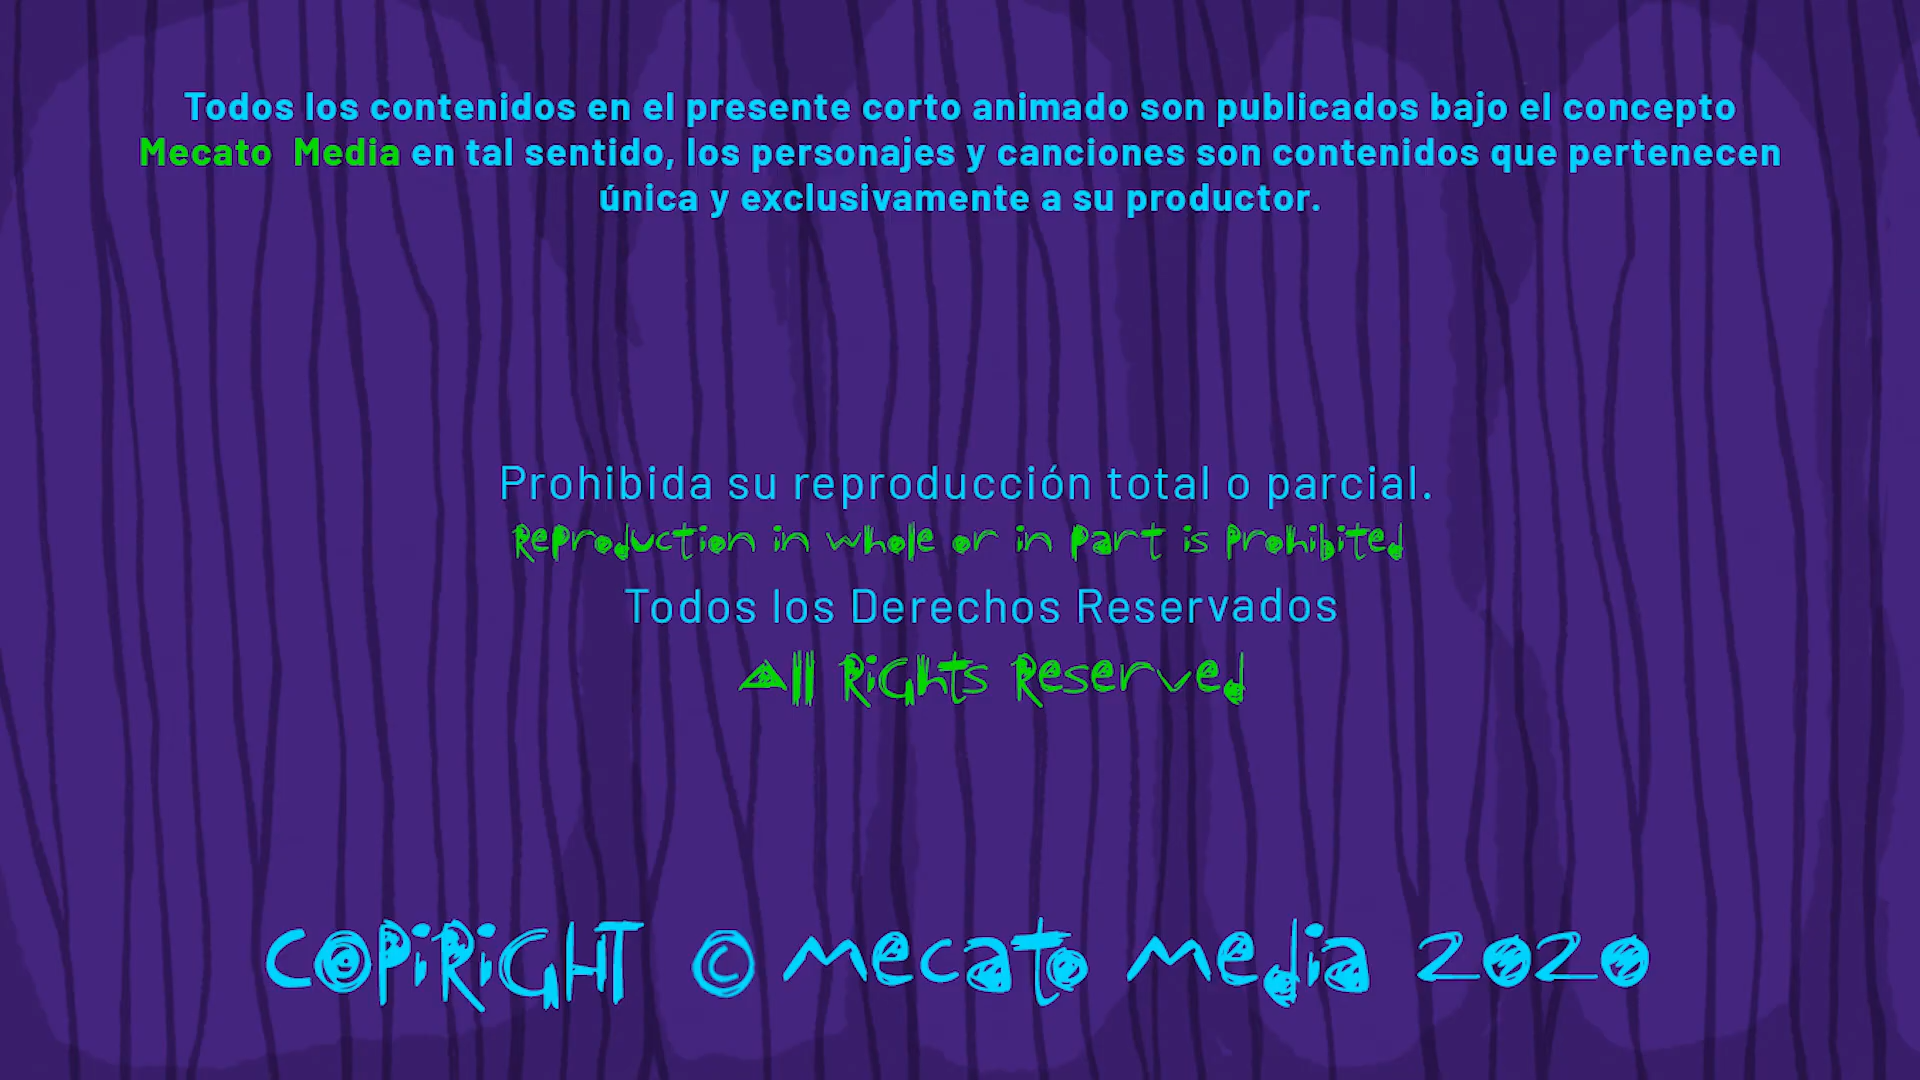 Todos los contenidos en el presente corto animado son publicados bajo el concepto
Mecato Media en tal sentido, los personajes y canciones son contenidos que pertenecen
única y exclusivamente a su productor.
Prohibida su reproducción total o parcial.
Reproduction in whole or in part is Prohibited
Todos los Derechos Reservados
All Rights Reserved
COPiRiGHT © Mecato Media 2020